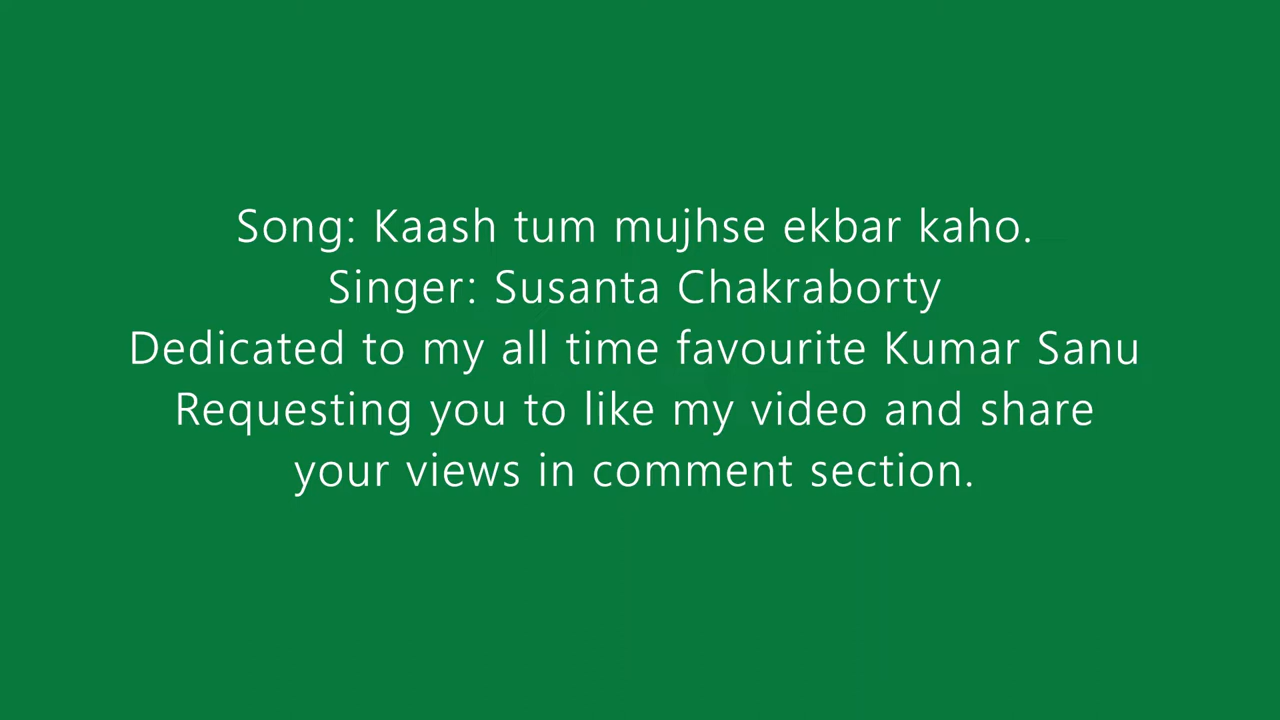 Song: Kaash tum mujhse ekbar kaho.
Singer: Susanta Chakraborty
Dedicated to my all time favourite Kumar Sanu
Requesting you to like my video and share
your views in comment section.